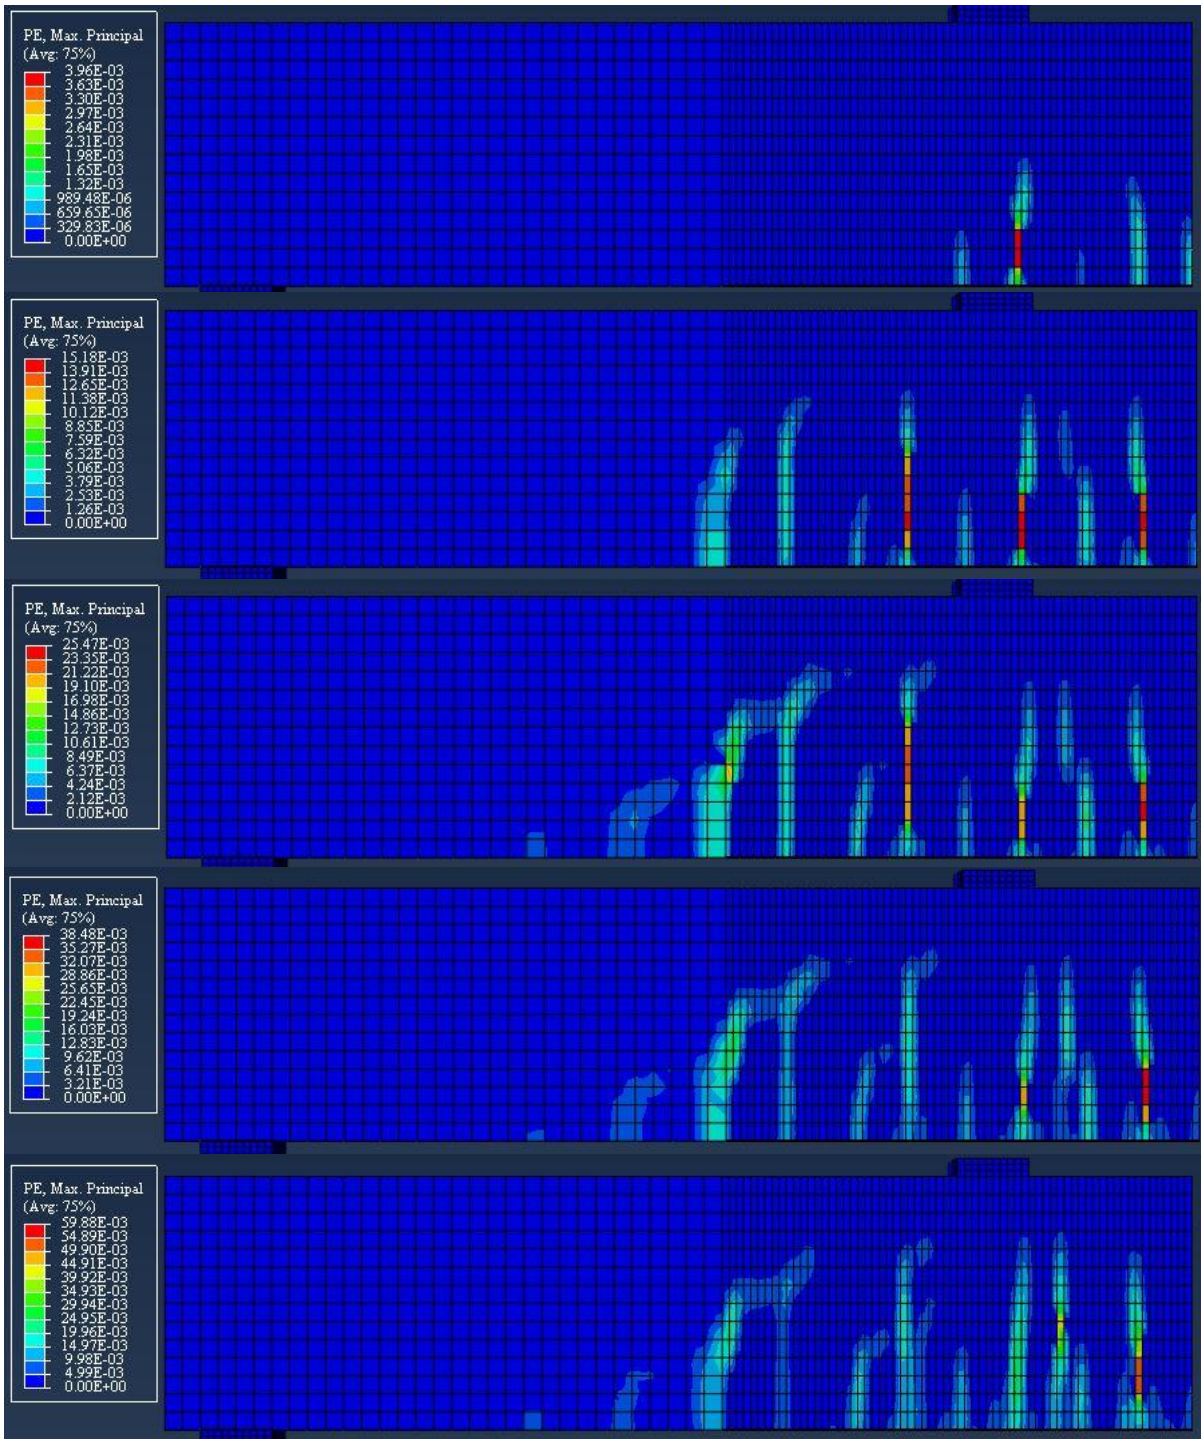 PE, Max. Principal
(Avg: 75%)
3.96E-03
3.63E-03
3.30E-03
2.97E-03
2.64E-03
2.31E-03
1.98E-03
1.65E-03
1.32E-03
989.48E-06
659.65E-06
329.83E-06
0.00E+00
PE, Max. Principal
(Avg: 75%)
15.18E-03
13.91E-03
12.65E-03
11.38E-03
10.12E-03
8.85E-03
7.59E-03
6.32E-03
5.06E-03
3.79E-03
2.53E-03
1.26E-03
0.00E+00
PE, Max. Principal
(Avg: 75%)
25.47E-03
23.35E-03
21.22E-03
19.10E-03
16.98E-03
14.86E-03
12.73E-03
10.61E-03
8.49E-03
6.37E-03
4.24E-03
2.12E-03
0.00E+00
PE, Max. Principal
(Avg: 75%)
38.48E-03
35.27E-03
32.07E-03
28.86E-03
25.65E-03
22.45E-03
19.24E-03
16.03E-03
12.83E-03
9.62E-03
6.41E-03
3.21E-03
0.00E+00
PE, Max. Principal
(Avg: 75%)
59.88E-03
54.89E-03
49.90E-03
44.91E-03
39.92E-03
34.93E-03
29.94E-03
24.95E-03
19.96E-03
14.97E-03
9.98E-03
4.99E-03
0.00E+00